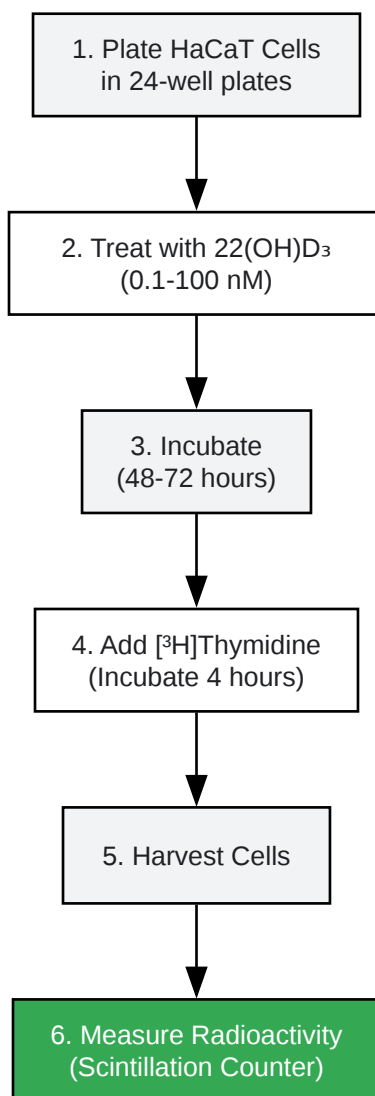 1. Plate HaCaT Cells
in 24-well plates
2. Treat with 22(OH)D₃
(0.1-100 nM)
3. Incubate
(48-72 hours)
4. Add [³H]Thymidine
(Incubate 4 hours)
5. Harvest Cells
6. Measure Radioactivity
(Scintillation Counter)